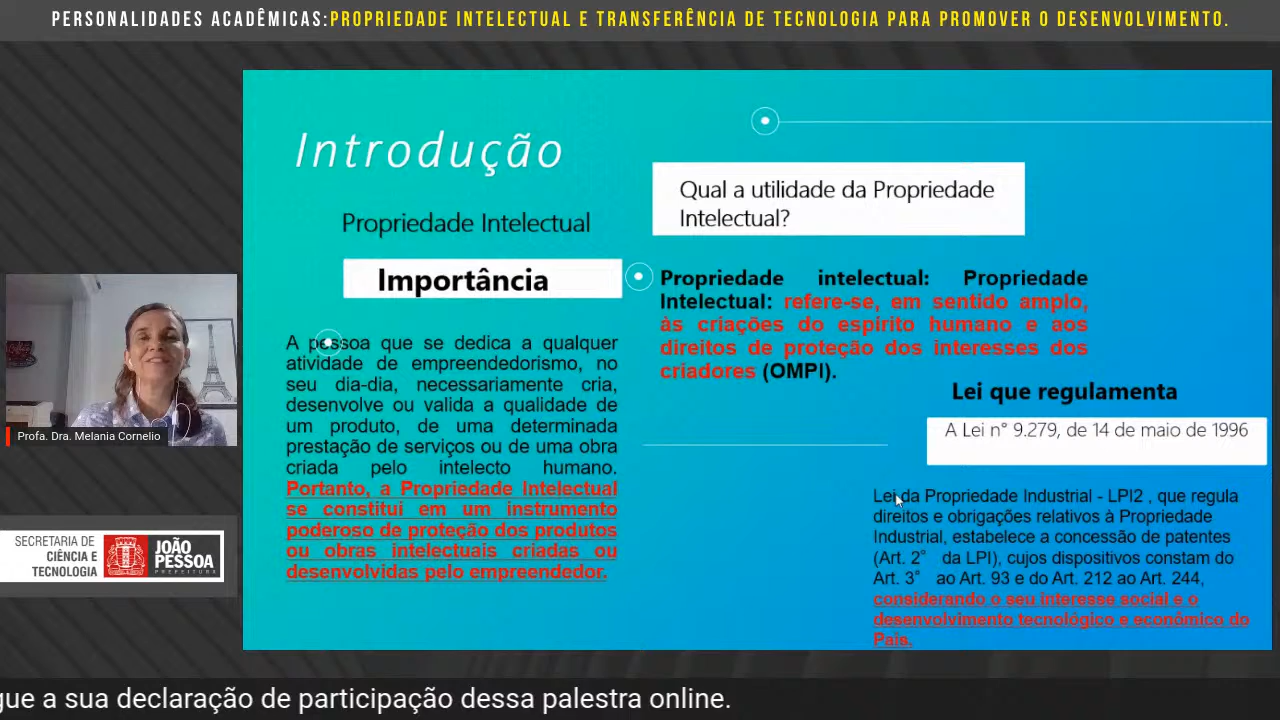 PERSONALIDADES ACADÊMICAS:PROPRIEDADE INTELECTUAL E TRANSFERÊNCIA DE TECNOLOGIA PARA PROMOVER O DESENVOLVIMENTO.
Introdução
Propriedade Intelectual
Importância
A pessoa que se dedica a qualquer
atividade de empreendedorismo, no
seu dia-dia, necessariamente cria,
desenvolve ou valida a qualidade de
um produto, de uma determinada
prestação de serviços ou de uma obra
criada pelo intelecto humano.
Portanto, a Propriedade Intelectual
se constitui em um instrumento
poderoso de proteção dos produtos
ou obras intelectuais criadas ou
desenvolvidas pelo empreendedor.
Qual a utilidade da Propriedade
Intelectual?
Propriedade intelectual: Propriedade
Intelectual: refere-se, em sentido amplo,
às criações do espirito humano e aos
direitos de proteção dos interesses dos
criadores (OMPI).
Lei que regulamenta
A Lei n° 9.279, de 14 de maio de 1996
Lei da Propriedade Industrial - LPI2 , que regula
direitos e obrigações relativos à Propriedade
Industrial, estabelece a concessão de patentes
(Art. 2° da LPI), cujos dispositivos constam do
Art. 3° ao Art. 93 e do Art. 212 ao Art. 244,
considerando o seu interesse social e o
desenvolvimento tecnológico e econômico do
País.
Profa. Dra. Melania Cornelio
SECRETARIA DE
CIÊNCIA E
TECNOLOGIA
JOÃO
PESSOA
PREFEITURA
gue a sua declaração de participação dessa palestra online.